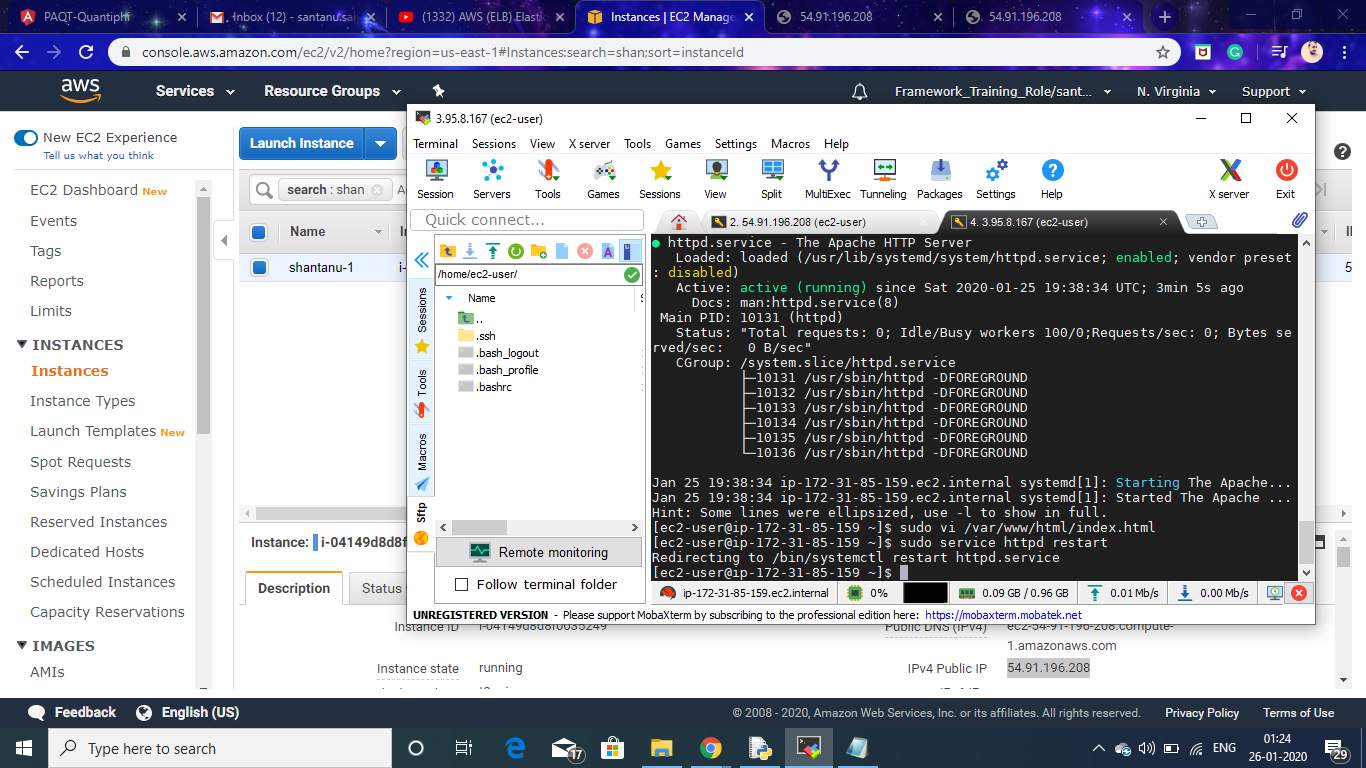 PAQT-Quantiphi
Inbox (12) - santanu.sal
(1332) AWS (ELB) Elastic
Instances | EC2 Manage
54.91.196.208
54.91.196.208
console.aws.amazon.com/ec2/v2/home?region=us-east-1#Instances:search=shan;sort=instanceId
aws
Services
Resource Groups
Framework_Training_Role/sant...
N. Virginia
Support
New EC2 Experience
Tell us what you think
EC2 Dashboard New
Events
Tags
Reports
Limits
INSTANCES
Instances
Instance Types
Launch Templates New
Spot Requests
Savings Plans
Reserved Instances
Dedicated Hosts
Scheduled Instances
Capacity Reservations
IMAGES
AMIs
Launch Instance
search : shan
Name
shantanu-1
i-
Instance:
i-04149d8d8f
Description
Status
3.95.8.167 (ec2-user)
Terminal Sessions View X server Tools Games Settings Macros Help
Session Servers Tools Games Sessions View Split MultiExec Tunneling Packages Settings Help X server Exit
Quick connect...
2. 54.91.196.208 (ec2-user)
4. 3.95.8.167 (ec2-user)
/home/ec2-user/
Name
..
.ssh
.bash_logout
.bash_profile
.bashrc
Sessions
Tools
Macros
Sftp
Remote monitoring
Follow terminal folder
httpd.service - The Apache HTTP Server
Loaded: loaded (/usr/lib/systemd/system/httpd.service; enabled; vendor preset
: disabled)
Active: active (running) since Sat 2020-01-25 19:38:34 UTC; 3min 5s ago
Docs: man:httpd.service(8)
Main PID: 10131 (httpd)
Status: "Total requests: 0; Idle/Busy workers 100/0;Requests/sec: 0; Bytes se
rved/sec:   0 B/sec"
CGroup: /system.slice/httpd.service
├─10131 /usr/sbin/httpd -DFOREGROUND
├─10132 /usr/sbin/httpd -DFOREGROUND
├─10133 /usr/sbin/httpd -DFOREGROUND
├─10134 /usr/sbin/httpd -DFOREGROUND
├─10135 /usr/sbin/httpd -DFOREGROUND
└─10136 /usr/sbin/httpd -DFOREGROUND
Jan 25 19:38:34 ip-172-31-85-159.ec2.internal systemd[1]: Starting The Apache...
Jan 25 19:38:34 ip-172-31-85-159.ec2.internal systemd[1]: Started The Apache ...
Hint: Some lines were ellipsized, use -l to show in full.
[ec2-user@ip-172-31-85-159 ~]$ sudo vi /var/www/html/index.html
[ec2-user@ip-172-31-85-159 ~]$ sudo service httpd restart
Redirecting to /bin/systemctl restart httpd.service
[ec2-user@ip-172-31-85-159 ~]$
ip-172-31-85-159.ec2.internal
0%
0.09 GB / 0.96 GB
0.01 Mb/s
0.00 Mb/s
UNREGISTERED VERSION - Please support MobaXterm by subscribing to the professional edition here: https://mobaxterm.mobatek.net
Instance ID
i-04149d8d8f0035249
Public DNS (IPv4)
ec2-54-91-196-208.compute-
1.amazonaws.com
Instance state
running
IPv4 Public IP
54.91.196.208
Feedback
English (US)
© 2008 - 2020, Amazon Web Services, Inc. or its affiliates. All rights reserved.
Privacy Policy
Terms of Use
Type here to search
17
ENG
01:24
26-01-2020
29